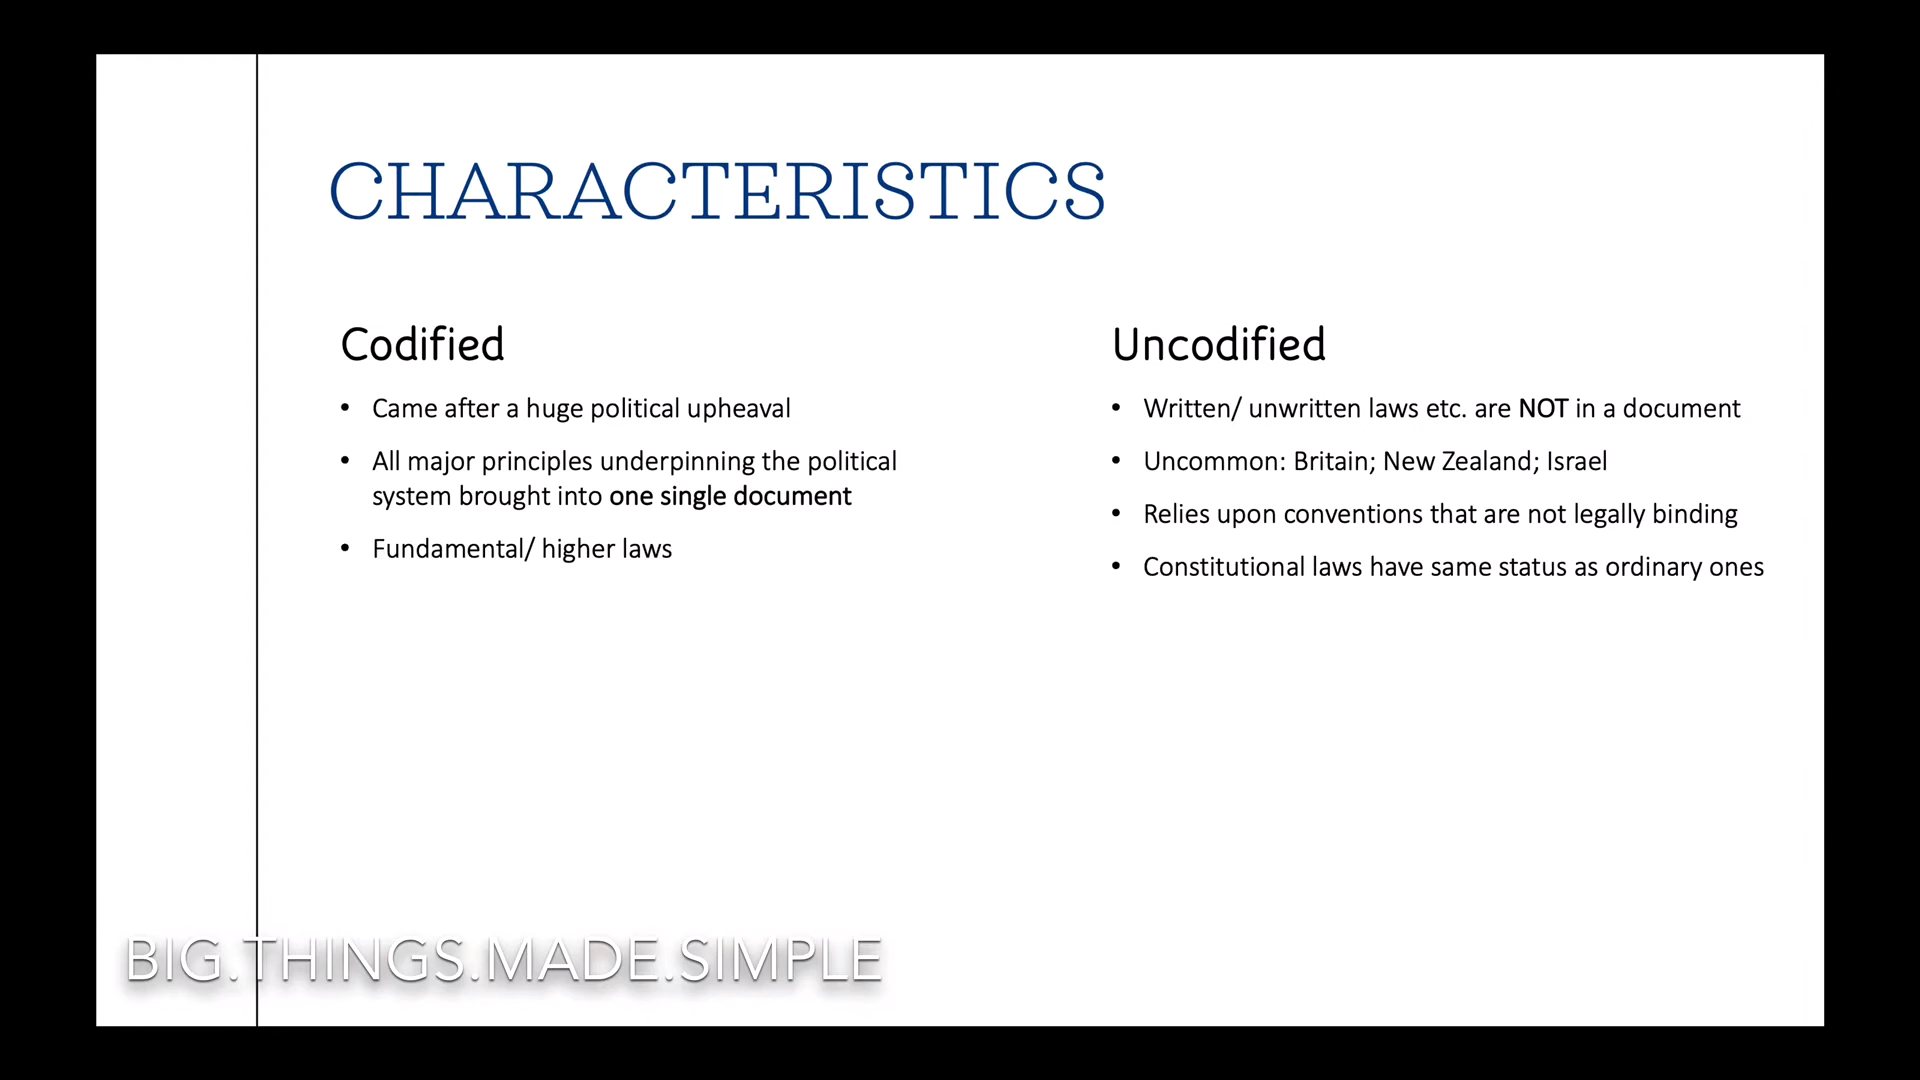 CHARACTERISTICS
Codified
• Came after a huge political upheaval
• All major principles underpinning the political
system brought into one single document
• Fundamental/ higher laws
Uncodified
• Written/ unwritten laws etc. are NOT in a document
• Uncommon: Britain; New Zealand; Israel
• Relies upon conventions that are not legally binding
• Constitutional laws have same status as ordinary ones
BIG.THINGS.MADE.SIMPLE